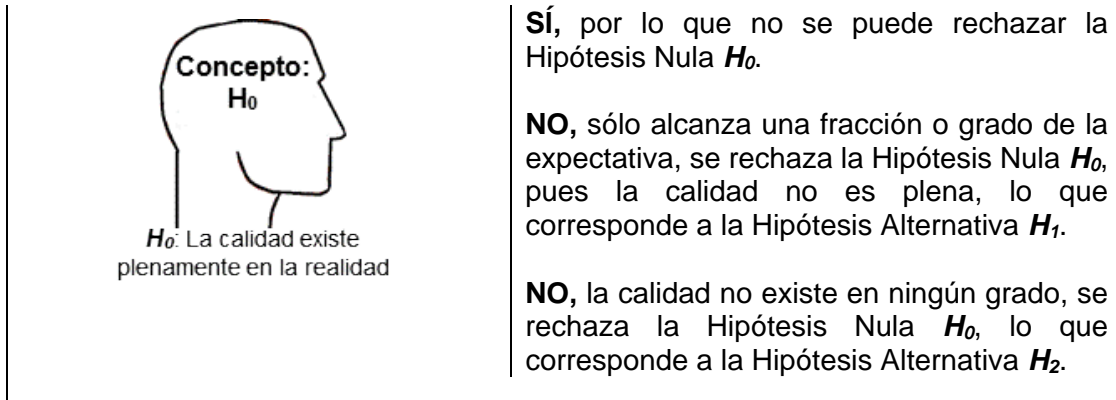 Concepto:
H₀
H₀: La calidad existe
plenamente en la realidad
SÍ, por lo que no se puede rechazar la
Hipótesis Nula H₀.
NO, sólo alcanza una fracción o grado de la
expectativa, se rechaza la Hipótesis Nula H₀,
pues la calidad no es plena, lo que
corresponde a la Hipótesis Alternativa H₁.
NO, la calidad no existe en ningún grado, se
rechaza la Hipótesis Nula H₀, lo que
corresponde a la Hipótesis Alternativa H₂.